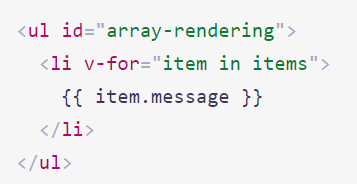 <ul id="array-rendering">
  <li v-for="item in items">
    {{ item.message }}
  </li>
</ul>